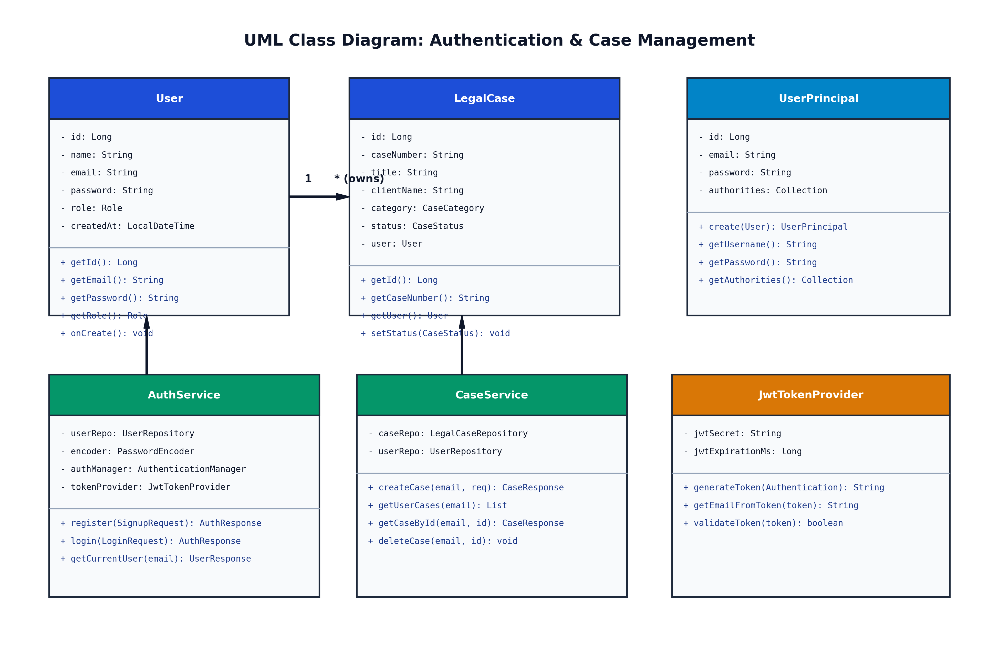 UML Class Diagram: Authentication & Case Management
User
- id: Long
- name: String
- email: String
- password: String
- role: Role
- createdAt: LocalDateTime
+ getId(): Long
+ getEmail(): String
+ getPassword(): String
+ getRole(): Role
+ onCreate(): void
1
* (owns)
LegalCase
- id: Long
- caseNumber: String
- title: String
- clientName: String
- category: CaseCategory
- status: CaseStatus
- user: User
+ getId(): Long
+ getCaseNumber(): String
+ getUser(): User
+ setStatus(CaseStatus): void
UserPrincipal
- id: Long
- email: String
- password: String
- authorities: Collection
+ create(User): UserPrincipal
+ getUsername(): String
+ getPassword(): String
+ getAuthorities(): Collection
AuthService
- userRepo: UserRepository
- encoder: PasswordEncoder
- authManager: AuthenticationManager
- tokenProvider: JwtTokenProvider
+ register(SignupRequest): AuthResponse
+ login(LoginRequest): AuthResponse
+ getCurrentUser(email): UserResponse
CaseService
- caseRepo: LegalCaseRepository
- userRepo: UserRepository
+ createCase(email, req): CaseResponse
+ getUserCases(email): List
+ getCaseById(email, id): CaseResponse
+ deleteCase(email, id): void
JwtTokenProvider
- jwtSecret: String
- jwtExpirationMs: long
+ generateToken(Authentication): String
+ getEmailFromToken(token): String
+ validateToken(token): boolean